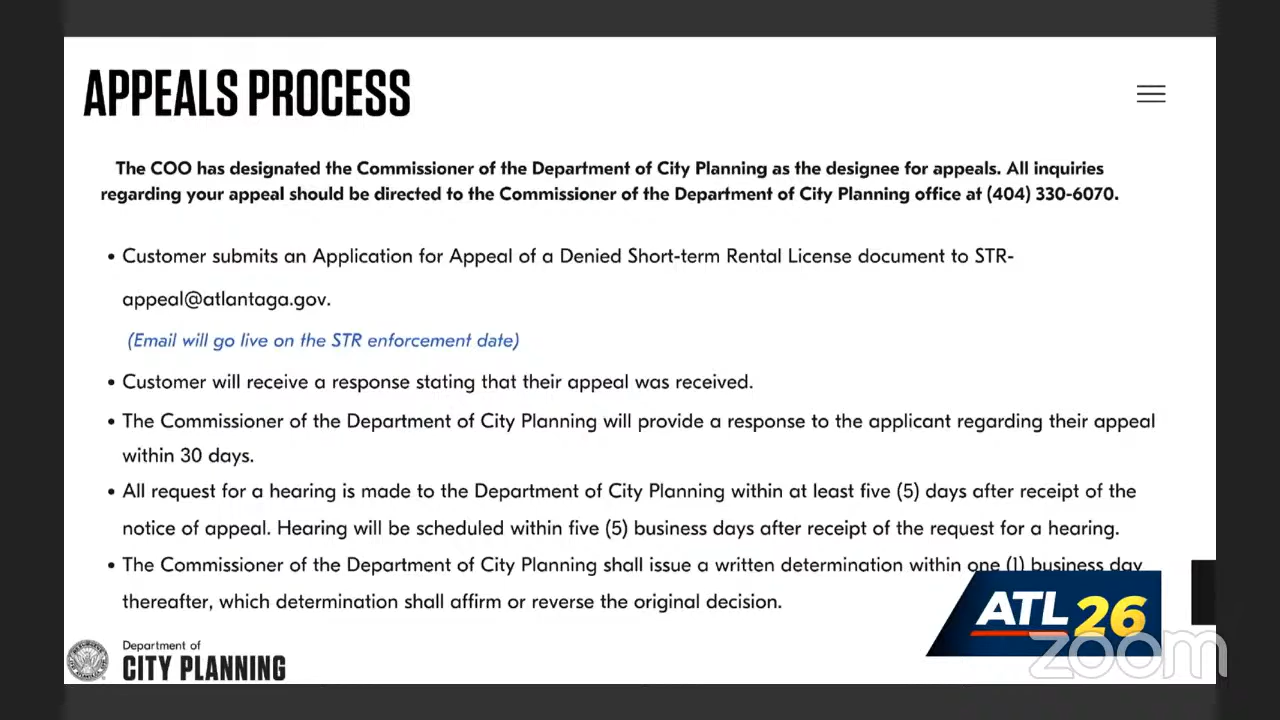 APPEALS PROCESS
The COO has designated the Commissioner of the Department of City Planning as the designee for appeals. All inquiries
regarding your appeal should be directed to the Commissioner of the Department of City Planning office at (404) 330-6070.
• Customer submits an Application for Appeal of a Denied Short-term Rental License document to STR-
appeal@atlantaga.gov.
(Email will go live on the STR enforcement date)
• Customer will receive a response stating that their appeal was received.
• The Commissioner of the Department of City Planning will provide a response to the applicant regarding their appeal
within 30 days.
• All request for a hearing is made to the Department of City Planning within at least five (5) days after receipt of the
notice of appeal. Hearing will be scheduled within five (5) business days after receipt of the request for a hearing.
• The Commissioner of the Department of City Planning shall issue a written determination within one (1) business day
thereafter, which determination shall affirm or reverse the original decision.
Department of
CITY PLANNING
ATL 26
zoom